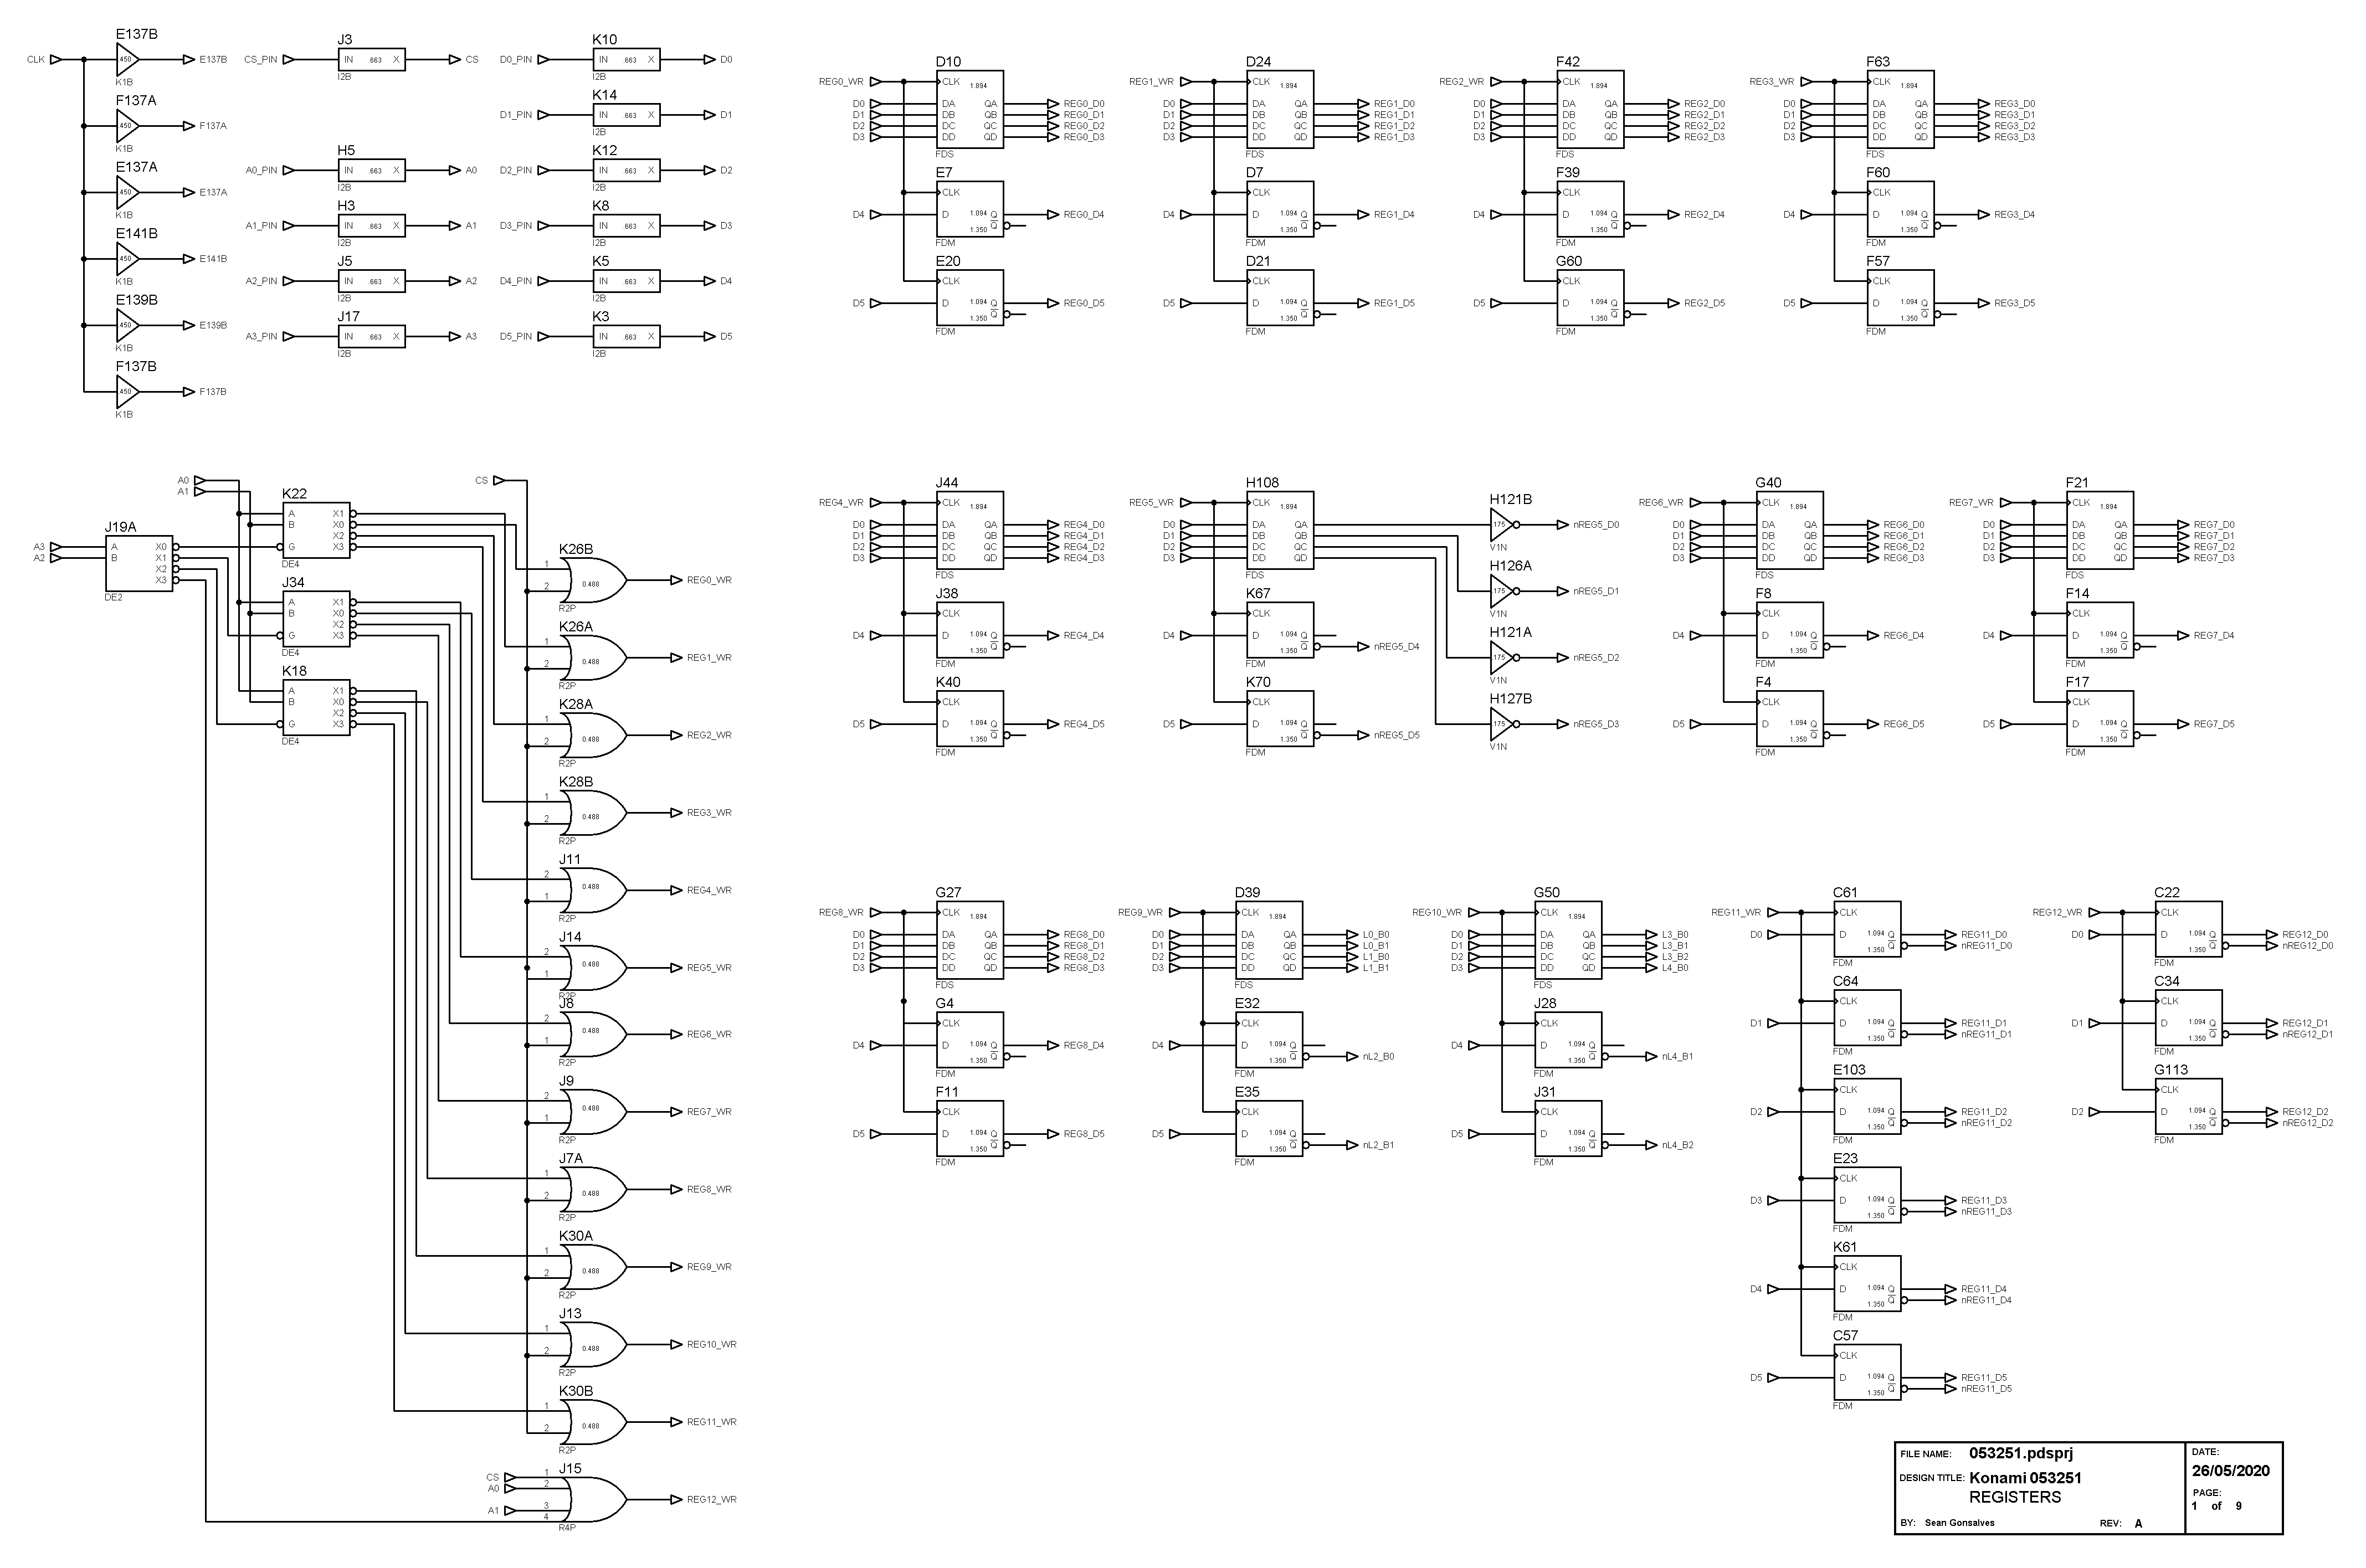 CLK
E137B
450
K1B
E137B
F137A
450
K1B
F137A
E137A
450
K1B
E137A
E141B
450
K1B
E141B
E139B
450
K1B
E139B
F137B
450
K1B
F137B
J3
CS_PIN IN .663 X CS
I2B
H5
A0_PIN IN .663 X A0
I2B
H3
A1_PIN IN .663 X A1
I2B
J5
A2_PIN IN .663 X A2
I2B
J17
A3_PIN IN .663 X A3
I2B
K10
D0_PIN IN .663 X D0
I2B
K14
D1_PIN IN .663 X D1
I2B
K12
D2_PIN IN .663 X D2
I2B
K8
D3_PIN IN .663 X D3
I2B
K5
D4_PIN IN .663 X D4
I2B
K3
D5_PIN IN .663 X D5
I2B
D10
REG0_WR CLK 1.894
D0 DA QA REG0_D0
D1 DB QB REG0_D1
D2 DC QC REG0_D2
D3 DD QD REG0_D3
FDS
E7
CLK
D4 D 1.094 Q REG0_D4
1.350 Q
FDM
E20
CLK
D5 D 1.094 Q REG0_D5
1.350 Q
FDM
D24
REG1_WR CLK 1.894
D0 DA QA REG1_D0
D1 DB QB REG1_D1
D2 DC QC REG1_D2
D3 DD QD REG1_D3
FDS
D7
CLK
D4 D 1.094 Q REG1_D4
1.350 Q
FDM
D21
CLK
D5 D 1.094 Q REG1_D5
1.350 Q
FDM
F42
REG2_WR CLK 1.894
D0 DA QA REG2_D0
D1 DB QB REG2_D1
D2 DC QC REG2_D2
D3 DD QD REG2_D3
FDS
F39
CLK
D4 D 1.094 Q REG2_D4
1.350 Q
FDM
G60
CLK
D5 D 1.094 Q REG2_D5
1.350 Q
FDM
F63
REG3_WR CLK 1.894
D0 DA QA REG3_D0
D1 DB QB REG3_D1
D2 DC QC REG3_D2
D3 DD QD REG3_D3
FDS
F60
CLK
D4 D 1.094 Q REG3_D4
1.350 Q
FDM
F57
CLK
D5 D 1.094 Q REG3_D5
1.350 Q
FDM
A0
A1
CS
J19A
A3 A X0
A2 B X1
X2
X3
DE2
K22
A X1
B X0
X2
G X3
DE4
J34
A X1
B X0
X2
G X3
DE4
K18
A X1
B X0
X2
G X3
DE4
K26B
1
0.488 REG0_WR
2
R2P
K26A
1
0.488 REG1_WR
2
R2P
K28A
1
0.488 REG2_WR
2
R2P
K28B
1
0.488 REG3_WR
2
R2P
J11
2
0.488 REG4_WR
1
R2P
J14
2
0.488 REG5_WR
1
R2P
J8
2
0.488 REG6_WR
1
R2P
J9
2
0.488 REG7_WR
1
R2P
J7A
1
0.488 REG8_WR
2
R2P
K30A
1
0.488 REG9_WR
2
R2P
J13
1
0.488 REG10_WR
2
R2P
K30B
1
0.488 REG11_WR
2
R2P
J15
CS 1
A0 2
REG12_WR
A1 3
4
R4P
J44
REG4_WR CLK 1.894
D0 DA QA REG4_D0
D1 DB QB REG4_D1
D2 DC QC REG4_D2
D3 DD QD REG4_D3
FDS
J38
CLK
D4 D 1.094 Q REG4_D4
1.350 Q
FDM
K40
CLK
D5 D 1.094 Q REG4_D5
1.350 Q
FDM
H108
REG5_WR CLK 1.894
D0 DA QA
D1 DB QB
D2 DC QC
D3 DD QD
FDS
K67
CLK
D4 D 1.094 Q
1.350 Q nREG5_D4
FDM
K70
CLK
D5 D 1.094 Q
1.350 Q nREG5_D5
FDM
H121B
175 nREG5_D0
V1N
H126A
175 nREG5_D1
V1N
H121A
175 nREG5_D2
V1N
H127B
175 nREG5_D3
V1N
G40
REG6_WR CLK 1.894
D0 DA QA REG6_D0
D1 DB QB REG6_D1
D2 DC QC REG6_D2
D3 DD QD REG6_D3
FDS
F8
CLK
D4 D 1.094 Q REG6_D4
1.350 Q
FDM
F4
CLK
D5 D 1.094 Q REG6_D5
1.350 Q
FDM
F21
REG7_WR CLK 1.894
D0 DA QA REG7_D0
D1 DB QB REG7_D1
D2 DC QC REG7_D2
D3 DD QD REG7_D3
FDS
F14
CLK
D4 D 1.094 Q REG7_D4
1.350 Q
FDM
F17
CLK
D5 D 1.094 Q REG7_D5
1.350 Q
FDM
G27
REG8_WR CLK 1.894
D0 DA QA REG8_D0
D1 DB QB REG8_D1
D2 DC QC REG8_D2
D3 DD QD REG8_D3
FDS
G4
CLK
D4 D 1.094 Q REG8_D4
1.350 Q
FDM
F11
CLK
D5 D 1.094 Q REG8_D5
1.350 Q
FDM
D39
REG9_WR CLK 1.894
D0 DA QA L0_B0
D1 DB QB L0_B1
D2 DC QC L1_B0
D3 DD QD L1_B1
FDS
E32
CLK
D4 D 1.094 Q
1.350 Q nL2_B0
FDM
E35
CLK
D5 D 1.094 Q
1.350 Q nL2_B1
FDM
G50
REG10_WR CLK 1.894
D0 DA QA L3_B0
D1 DB QB L3_B1
D2 DC QC L3_B2
D3 DD QD L4_B0
FDS
J28
CLK
D4 D 1.094 Q
1.350 Q nL4_B1
FDM
J31
CLK
D5 D 1.094 Q
1.350 Q nL4_B2
FDM
C61
REG11_WR CLK
D0 D 1.094 Q REG11_D0
1.350 Q nREG11_D0
FDM
C64
CLK
D1 D 1.094 Q REG11_D1
1.350 Q nREG11_D1
FDM
E103
CLK
D2 D 1.094 Q REG11_D2
1.350 Q nREG11_D2
FDM
E23
CLK
D3 D 1.094 Q REG11_D3
1.350 Q nREG11_D3
FDM
K61
CLK
D4 D 1.094 Q REG11_D4
1.350 Q nREG11_D4
FDM
C57
CLK
D5 D 1.094 Q REG11_D5
1.350 Q nREG11_D5
FDM
C22
REG12_WR CLK
D0 D 1.094 Q REG12_D0
1.350 Q nREG12_D0
FDM
C34
CLK
D1 D 1.094 Q REG12_D1
1.350 Q nREG12_D1
FDM
G113
CLK
D2 D 1.094 Q REG12_D2
1.350 Q nREG12_D2
FDM
FILE NAME: 053251.pdsprj
DESIGN TITLE: Konami 053251
REGISTERS
BY: Sean Gonsalves REV: A
DATE:
26/05/2020
PAGE:
1 of 9